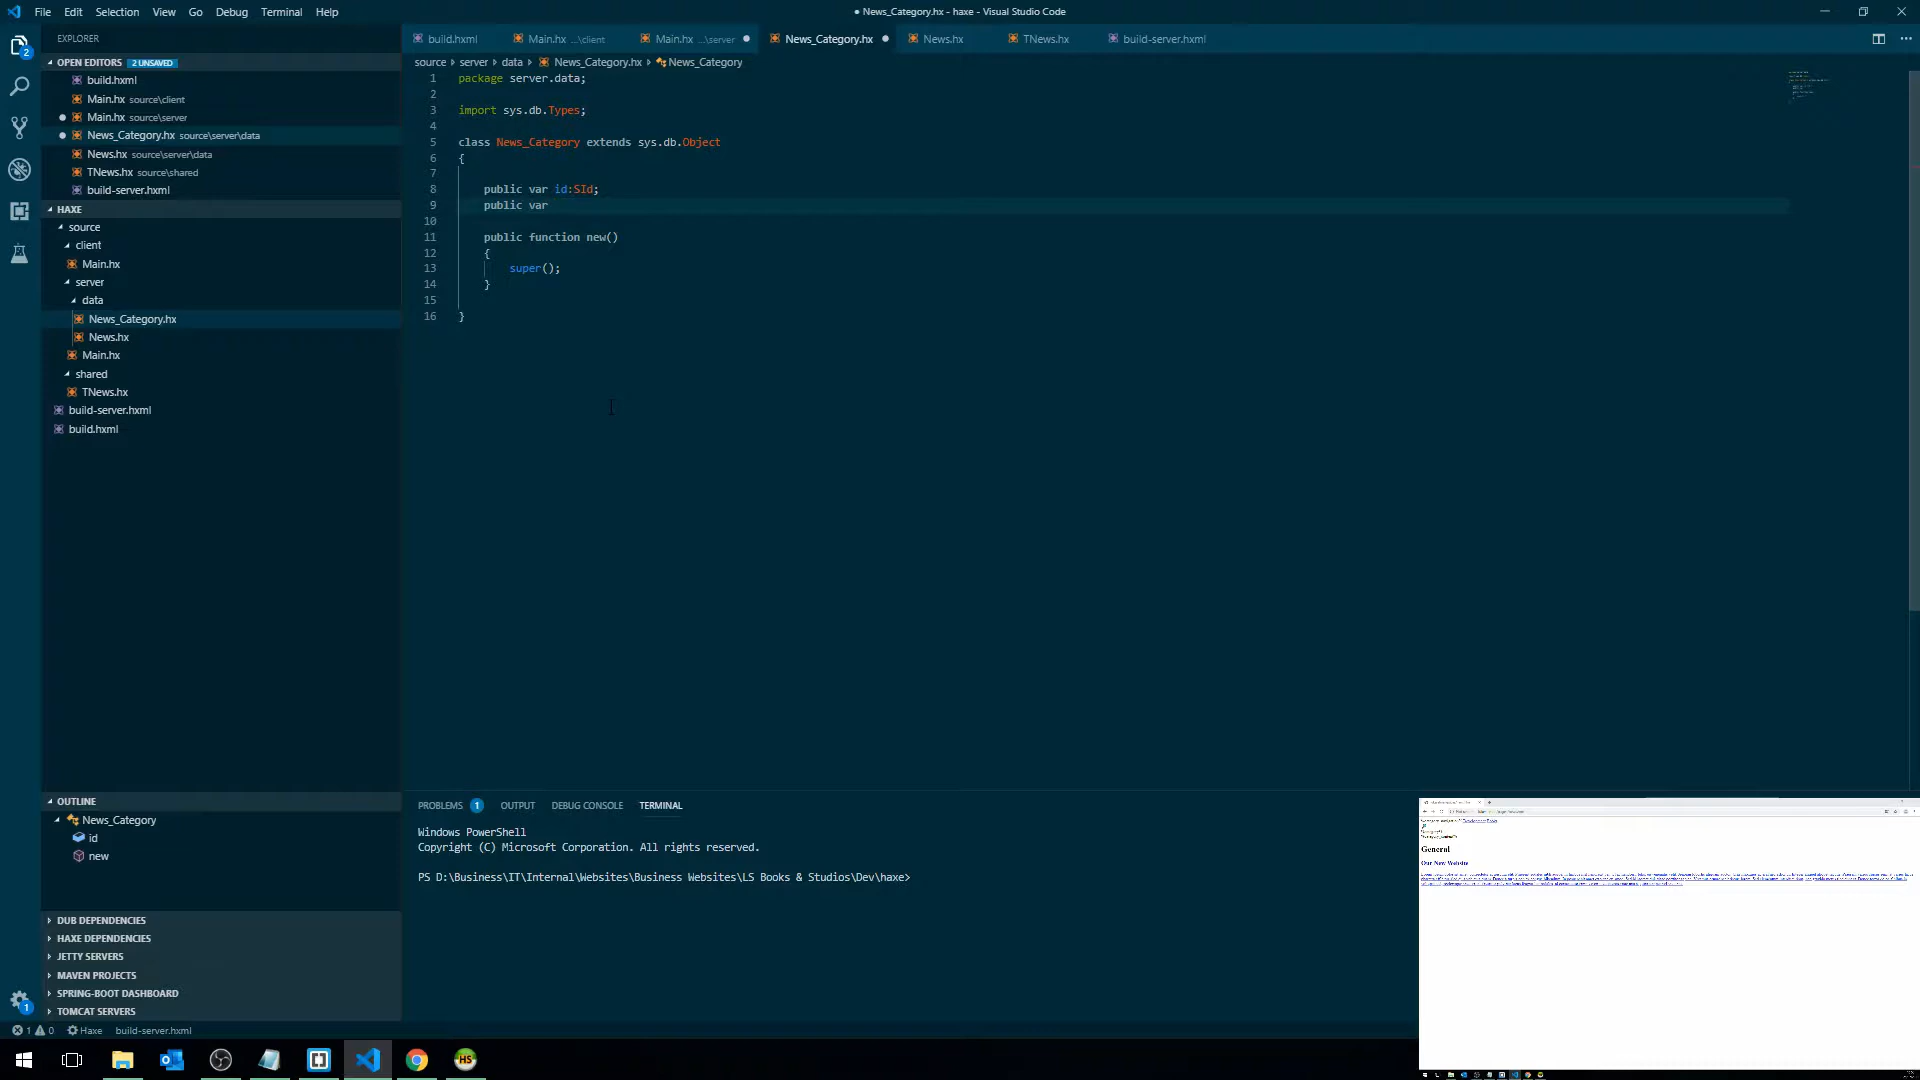 File Edit Selection View Go Debug Terminal Help
● News_Category.hx - haxe - Visual Studio Code
EXPLORER
OPEN EDITORS 2 UNSAVED
build.hxml
Main.hx source\client
Main.hx source\server
News_Category.hx source\server\data
News.hx source\server\data
TNews.hx source\shared
build-server.hxml
HAXE
source
client
Main.hx
server
data
News_Category.hx
News.hx
Main.hx
shared
TNews.hx
build-server.hxml
build.hxml
OUTLINE
News_Category
id
new
DUB DEPENDENCIES
HAXE DEPENDENCIES
JETTY SERVERS
MAVEN PROJECTS
SPRING-BOOT DASHBOARD
TOMCAT SERVERS
build.hxml Main.hx ...\client Main.hx ...\server News_Category.hx News.hx TNews.hx build-server.hxml
source › server › data › News_Category.hx › News_Category
1 package server.data;
2
3 import sys.db.Types;
4
5 class News_Category extends sys.db.Object
6 {
7
8 public var id:SId;
9 public var
10
11 public function new()
12 {
13 super();
14 }
15
16 }
PROBLEMS 1 OUTPUT DEBUG CONSOLE TERMINAL
Windows PowerShell
Copyright (C) Microsoft Corporation. All rights reserved.
PS D:\Business\IT\Internal\Websites\Business Websites\LS Books & Studios\Dev\haxe>
General
Our New Website
1 0 Haxe build-server.hxml
2
1
HS